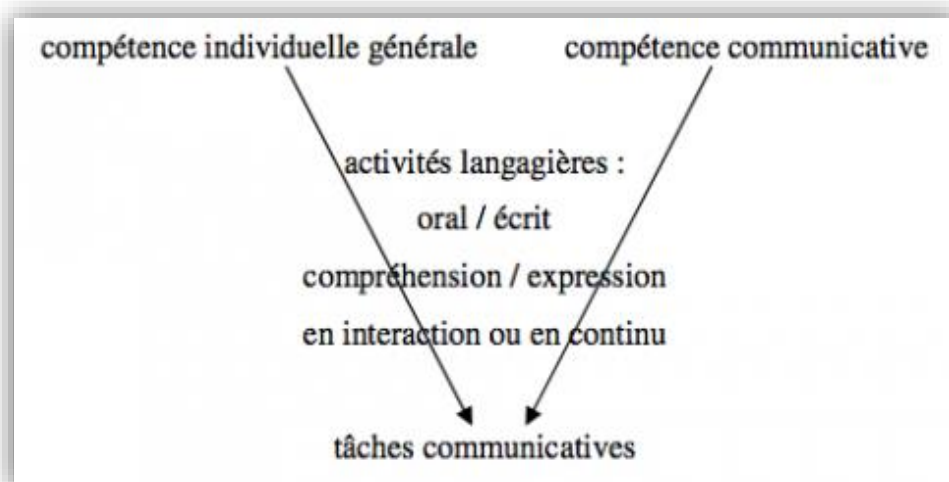 compétence individuelle générale compétence communicative
activités langagières :
oral / écrit
compréhension / expression
en interaction ou en continu
tâches communicatives